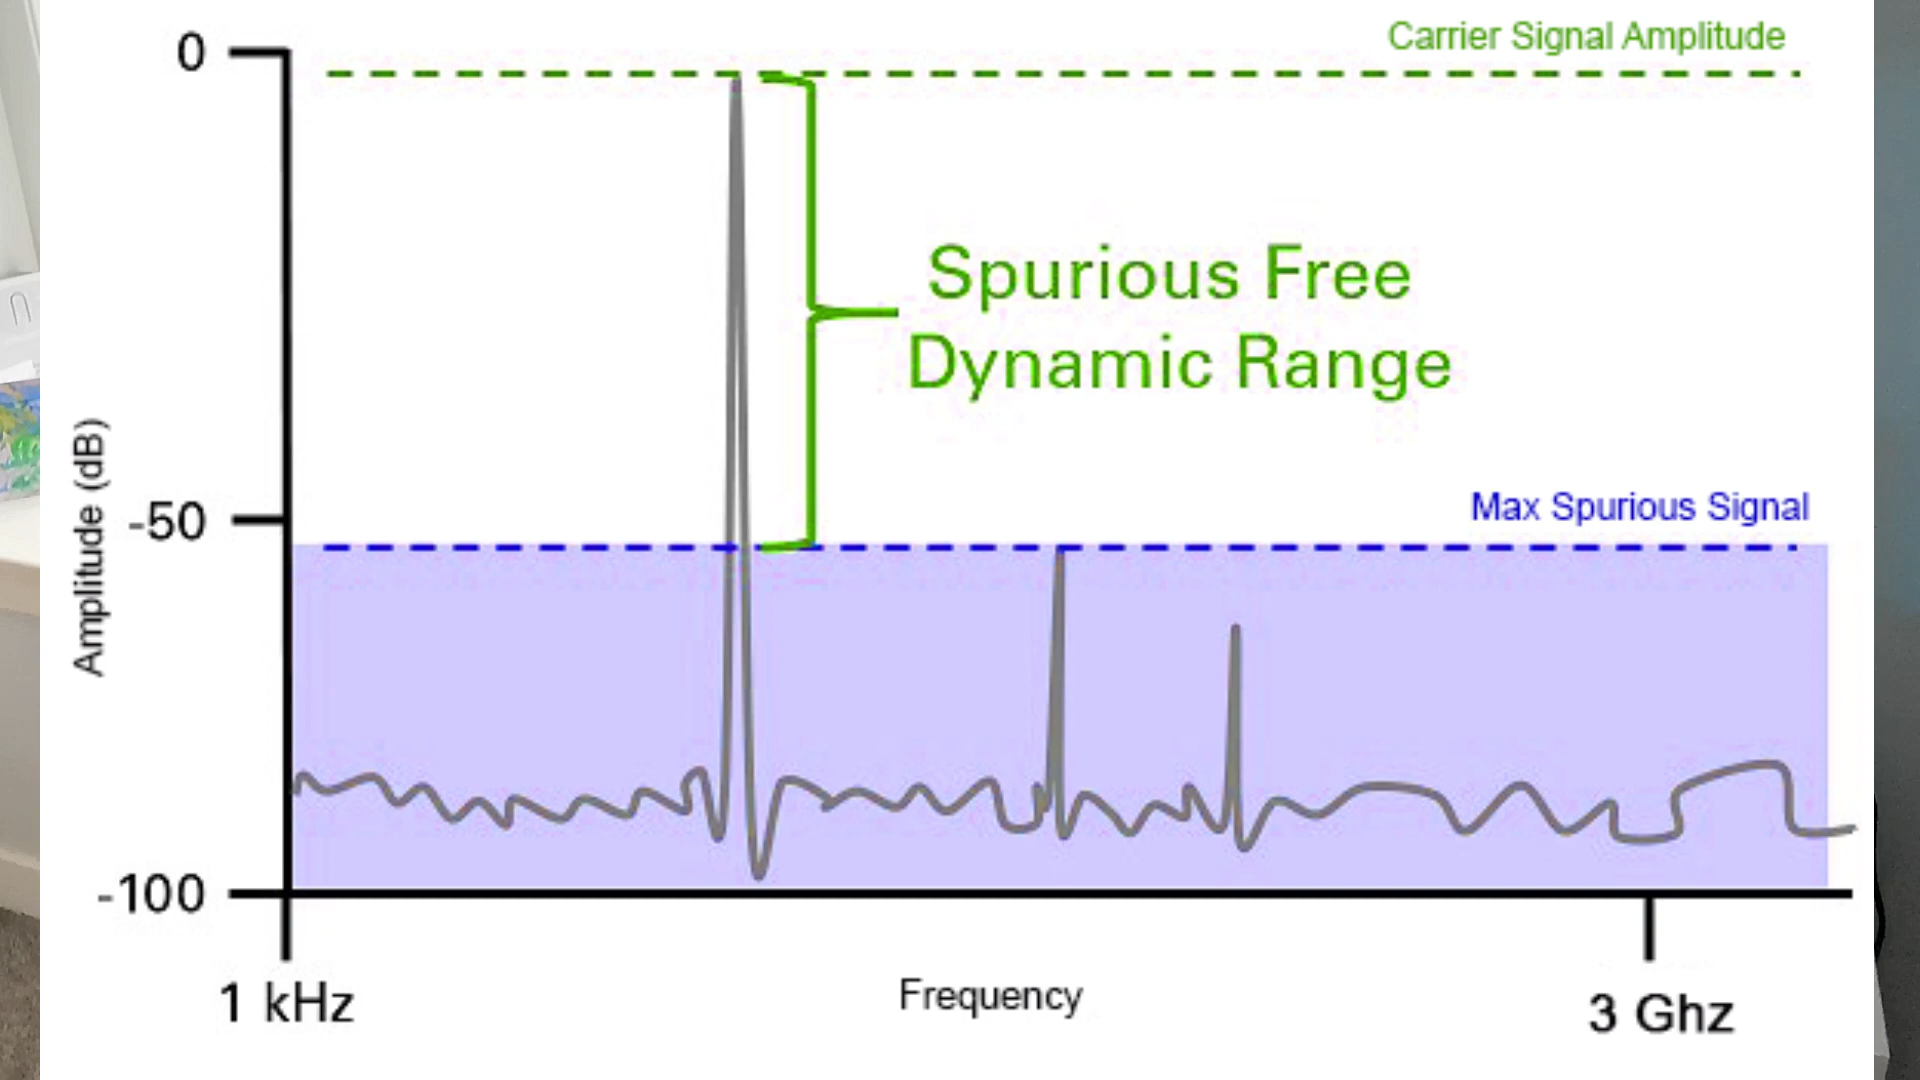 0
Carrier Signal Amplitude
Spurious Free
Dynamic Range
Amplitude (dB)
-50
Max Spurious Signal
-100
1 kHz
Frequency
3 Ghz